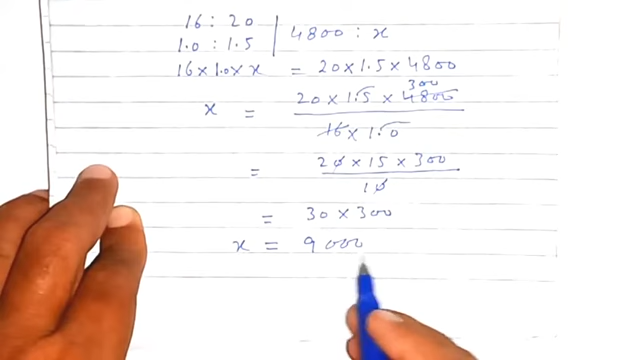 16 : 20
1.0 : 1.5 | 4800 : x
16 x 1.0 x x = 20 x 1.5 x 4800
x = 20 x 1.5 x 4800 300
16 x 1.0
= 20 x 15 x 300
10
= 30 x 300
x = 9000